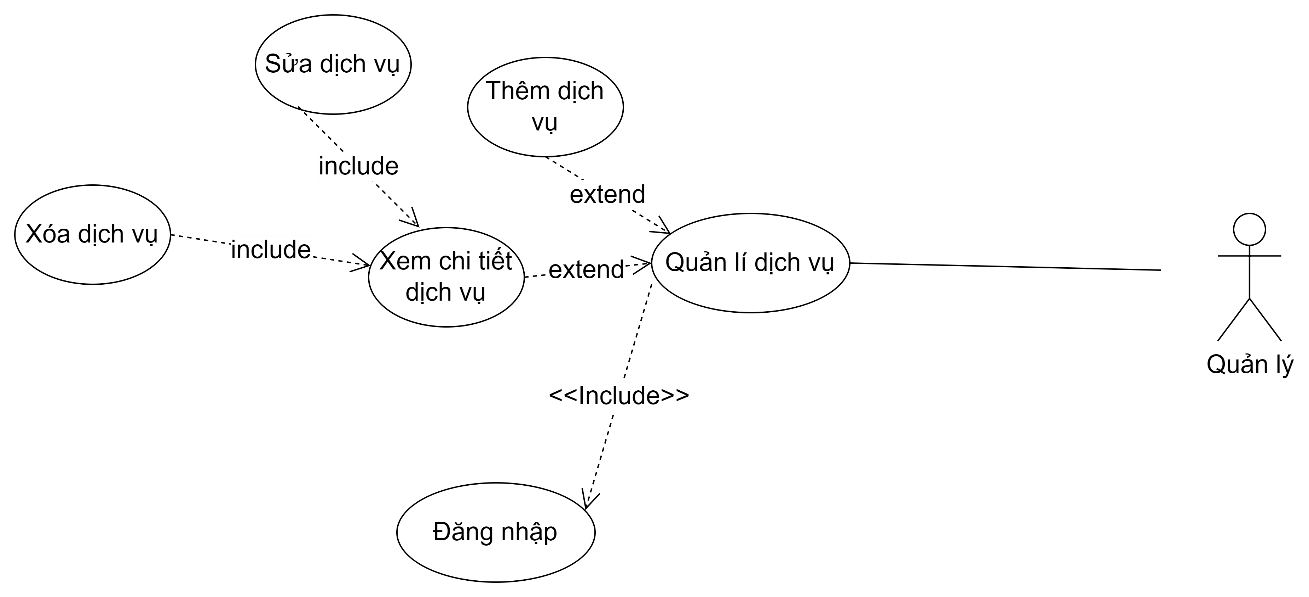 Sửa dịch vụ
Thêm dịch
vụ
include
extend
Xóa dịch vụ
include
Xem chi tiết
dịch vụ
extend
Quản lí dịch vụ
Quản lý
<<Include>>
Đăng nhập